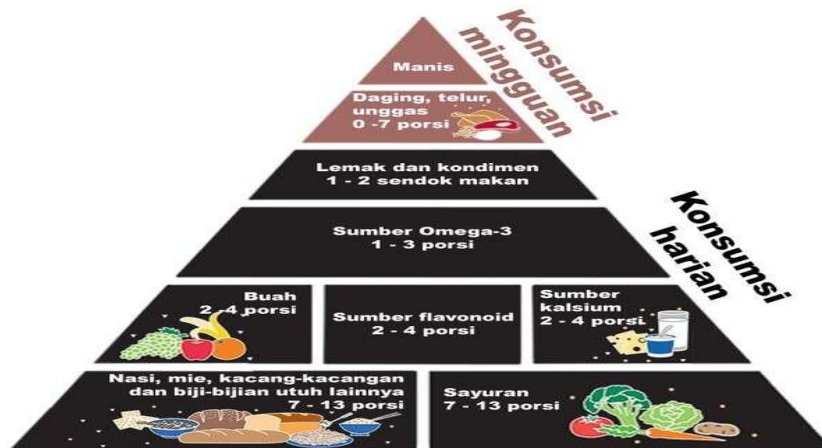 Manis
Konsumsi
mingguan
Daging, telur,
unggas
0 -7 porsi
Lemak dan kondimen
1 - 2 sendok makan
Sumber Omega-3
1 - 3 porsi
Konsumsi
harian
Buah
2 -4 porsi
Sumber flavonoid
2 - 4 porsi
Sumber
kalsium
2 - 4 porsi
Nasi, mie, kacang-kacangan
dan biji-bijian utuh lainnya
7 - 13 porsi
Sayuran
7 - 13 porsi